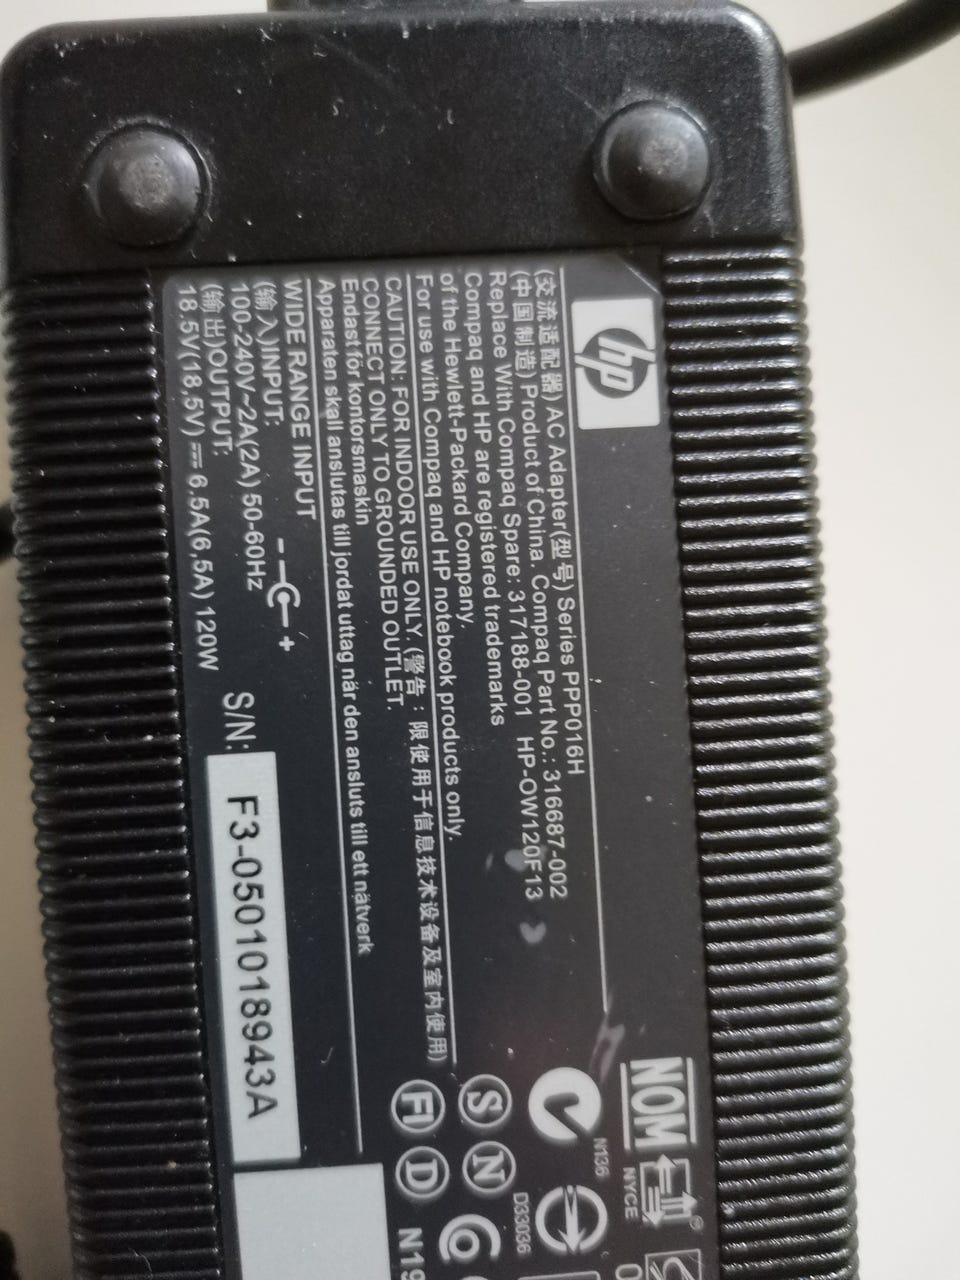 hp
(交流适配器) AC Adapter(型号) Series PPP016H
(中国制造) Product of China. Compaq Part No.: 316687-002
Replace With Compaq Spare: 317188-001 HP-OW120F13
Compaq and HP are registered trademarks
of the Hewlett-Packard Company.
For use with Compaq and HP notebook products only.
CAUTION: FOR INDOOR USE ONLY. (警告：限使用于信息技术设备及室内使用)
CONNECT ONLY TO GROUNDED OUTLET.
Endast för kontorsmaskin
Apparaten skall anslutas till jordat uttag när den ansluts till ett nätverk
WIDE RANGE INPUT
(输入)INPUT:
100-240V~2A(2A) 50-60Hz
- +
(输出)OUTPUT:
18.5V(18,5V) ⎓ 6.5A(6,5A) 120W
S/N:
F3-0501018943A
NOM
NYCE
N136
D33036
S N
FI D
N19